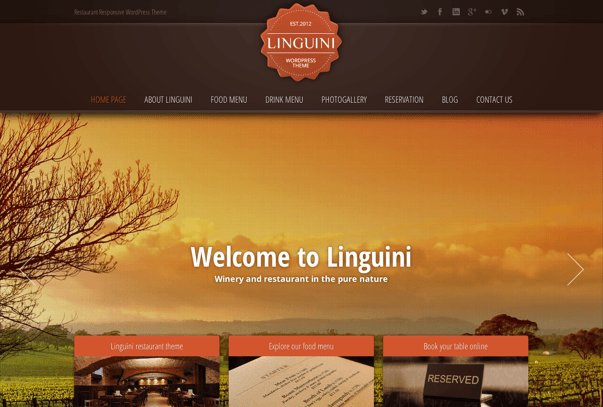 Restaurant Responsive WordPress Theme
EST.2012
LINGUINI
WORDPRESS
THEME
HOME PAGE
ABOUT LINGUINI
FOOD MENU
DRINK MENU
PHOTOGALLERY
RESERVATION
BLOG
CONTACT US
Welcome to Linguini
Winery and restaurant in the pure nature
Linguini restaurant theme
Explore our food menu
Book your table online
STARTER
RESERVED